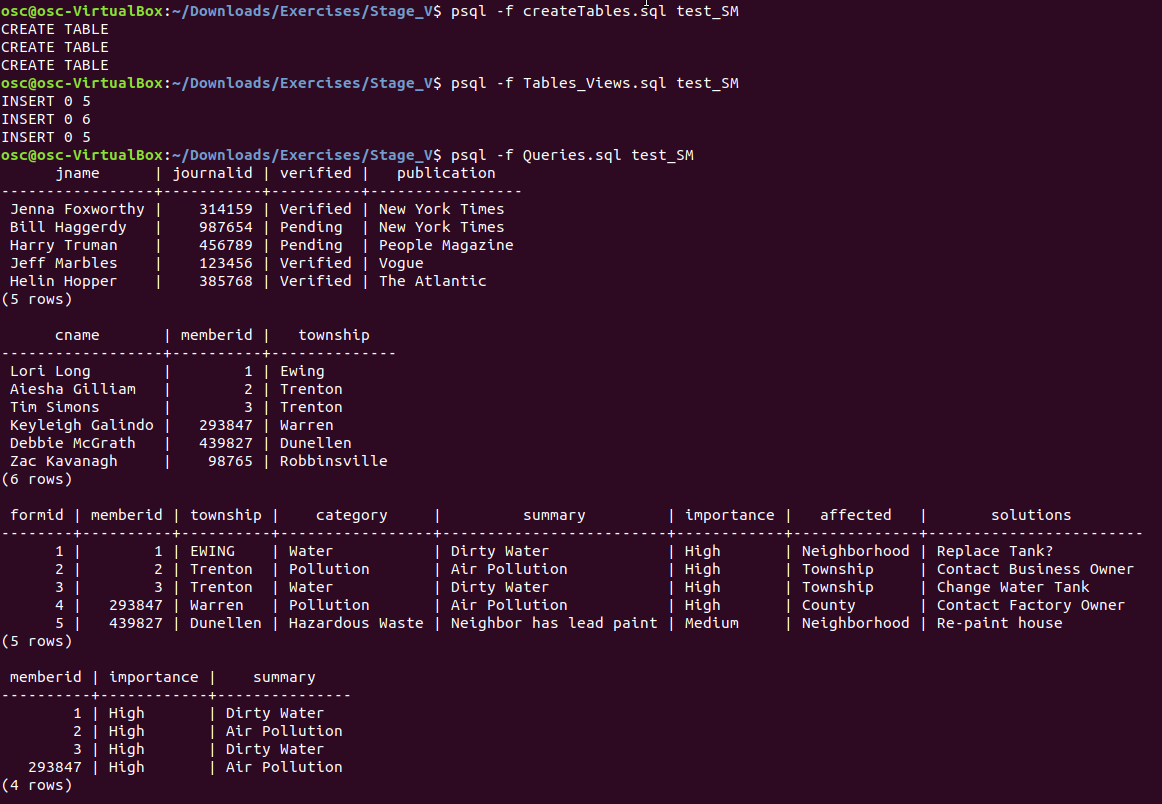 osc@osc-VirtualBox:~/Downloads/Exercises/Stage_V$ psql -f createTables.sql test_SM
CREATE TABLE
CREATE TABLE
CREATE TABLE
osc@osc-VirtualBox:~/Downloads/Exercises/Stage_V$ psql -f Tables_Views.sql test_SM
INSERT 0 5
INSERT 0 6
INSERT 0 5
osc@osc-VirtualBox:~/Downloads/Exercises/Stage_V$ psql -f Queries.sql test_SM
      jname      | journalid | verified |   publication
-----------------+-----------+----------+-----------------
 Jenna Foxworthy |    314159 | Verified | New York Times
 Bill Haggerdy   |    987654 | Pending  | New York Times
 Harry Truman    |    456789 | Pending  | People Magazine
 Jeff Marbles    |    123456 | Verified | Vogue
 Helin Hopper    |    385768 | Verified | The Atlantic
(5 rows)

      cname       | memberid |   township
------------------+----------+--------------
 Lori Long        |        1 | Ewing
 Aiesha Gilliam   |        2 | Trenton
 Tim Simons       |        3 | Trenton
 Keyleigh Galindo |   293847 | Warren
 Debbie McGrath   |   439827 | Dunellen
 Zac Kavanagh     |    98765 | Robbinsville
(6 rows)

 formid | memberid | township |    category     |         summary         | importance |   affected   |       solutions
--------+----------+----------+-----------------+-------------------------+------------+--------------+------------------------
      1 |        1 | EWING    | Water           | Dirty Water             | High       | Neighborhood | Replace Tank?
      2 |        2 | Trenton  | Pollution       | Air Pollution           | High       | Township     | Contact Business Owner
      3 |        3 | Trenton  | Water           | Dirty Water             | High       | Township     | Change Water Tank
      4 |   293847 | Warren   | Pollution       | Air Pollution           | High       | County       | Contact Factory Owner
      5 |   439827 | Dunellen | Hazardous Waste | Neighbor has lead paint | Medium     | Neighborhood | Re-paint house
(5 rows)

 memberid | importance |    summary
----------+------------+---------------
        1 | High       | Dirty Water
        2 | High       | Air Pollution
        3 | High       | Dirty Water
   293847 | High       | Air Pollution
(4 rows)